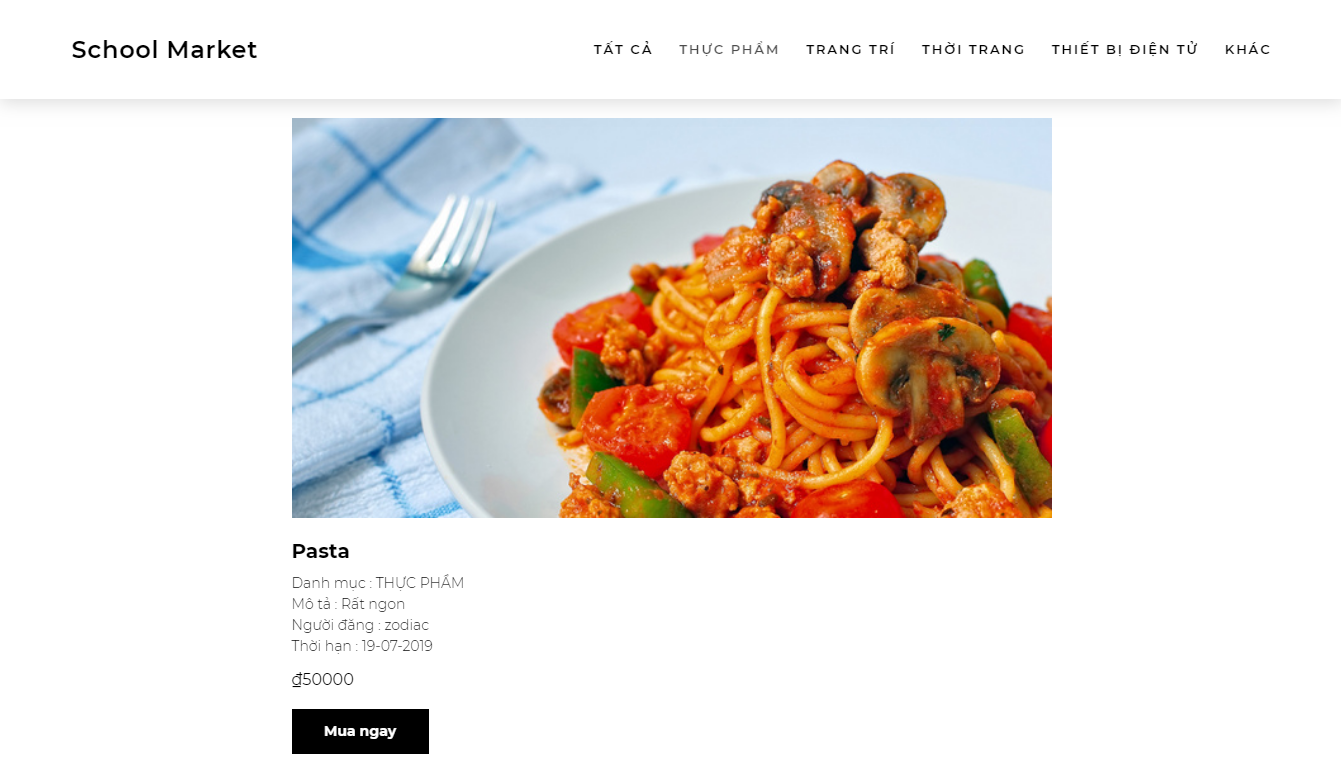 School Market
TẤT CẢ THỰC PHẨM TRANG TRÍ THỜI TRANG THIẾT BỊ ĐIỆN TỬ KHÁC
Pasta
Danh mục : THỰC PHẨM
Mô tả : Rất ngon
Người đăng : zodiac
Thời hạn : 19-07-2019
₫50000
Mua ngay